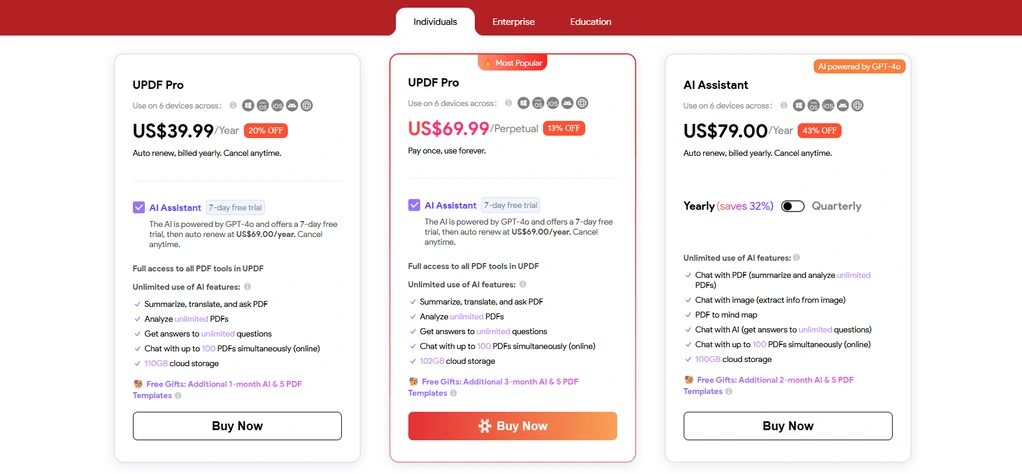 Individuals
Enterprise
Education
UPDF Pro
Use on 6 devices across:
US$39.99/Year 20% OFF
Auto renew, billed yearly. Cancel anytime.
AI Assistant 7-day free trial
The AI is powered by GPT-4o and offers a 7-day free
trial, then auto renew at US$69.00/year. Cancel
anytime.
Full access to all PDF tools in UPDF
Unlimited use of AI features:
Summarize, translate, and ask PDF
Analyze unlimited PDFs
Get answers to unlimited questions
Chat with up to 100 PDFs simultaneously (online)
110GB cloud storage
Free Gifts: Additional 1-month AI & 5 PDF
Templates
Buy Now
Most Popular
UPDF Pro
Use on 6 devices across:
US$69.99/Perpetual 13% OFF
Pay once, use forever.
AI Assistant 7-day free trial
The AI is powered by GPT-4o and offers a 7-day free
trial, then auto renew at US$69.00/year. Cancel
anytime.
Full access to all PDF tools in UPDF
Unlimited use of AI features:
Summarize, translate, and ask PDF
Analyze unlimited PDFs
Get answers to unlimited questions
Chat with up to 100 PDFs simultaneously (online)
102GB cloud storage
Free Gifts: Additional 3-month AI & 5 PDF
Templates
Buy Now
AI powered by GPT-4o
AI Assistant
Use on 6 devices across:
US$79.00/Year 43% OFF
Auto renew, billed yearly. Cancel anytime.
Yearly (saves 32%) Quarterly
Unlimited use of AI features:
Chat with PDF (summarize and analyze unlimited
PDFs)
Chat with image (extract info from image)
PDF to mind map
Chat with AI (get answers to unlimited questions)
Chat with up to 100 PDFs simultaneously (online)
100GB cloud storage
Free Gifts: Additional 2-month AI & 5 PDF
Templates
Buy Now